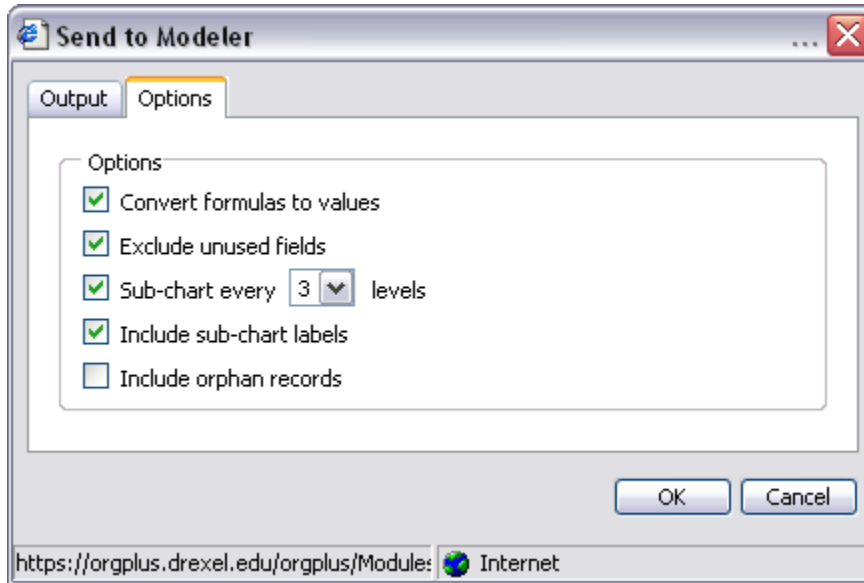 Send to Modeler ...
Output Options
Options
Convert formulas to values
Exclude unused fields
Sub-chart every 3 levels
Include sub-chart labels
Include orphan records
OK Cancel
https://orgplus.drexel.edu/orgplus/Modules Internet